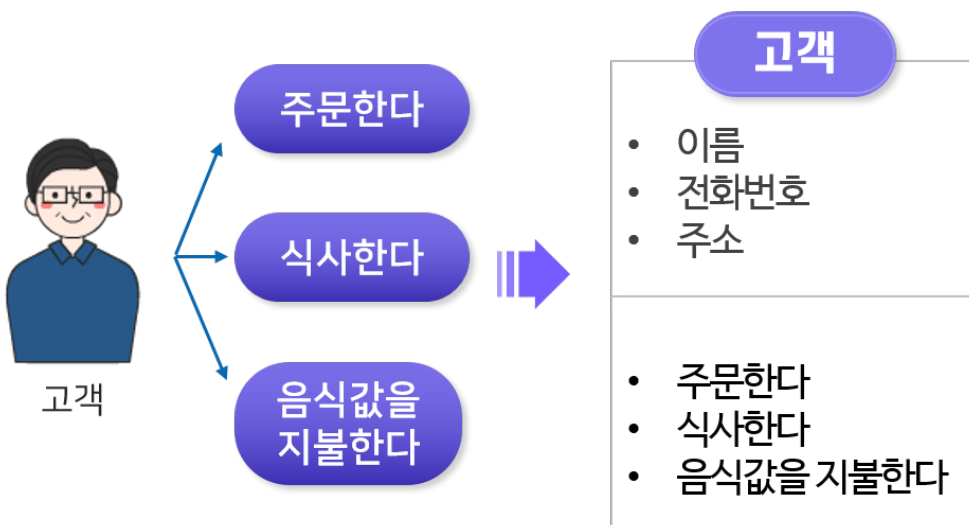 주문한다
식사한다
음식값을
지불한다
고객
고객
• 이름
• 전화번호
• 주소
• 주문한다
• 식사한다
• 음식값을 지불한다